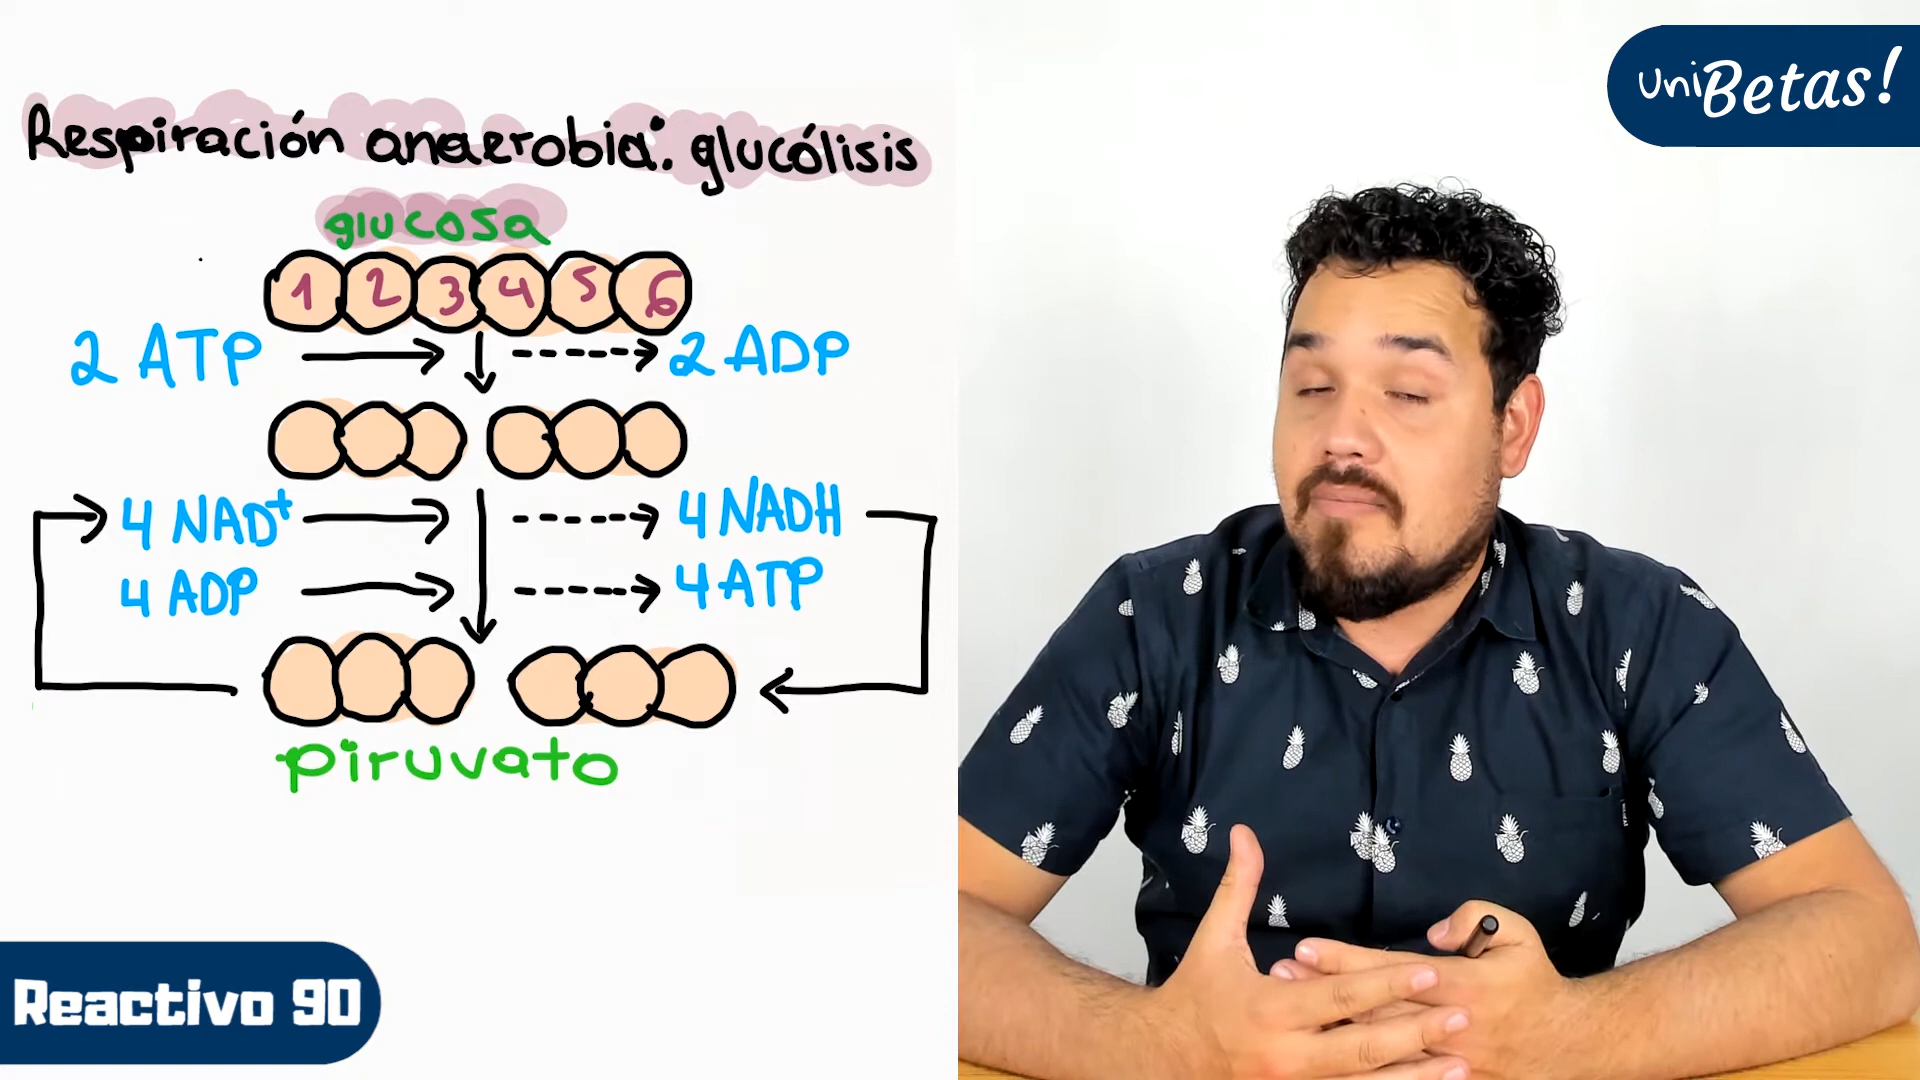 Respiración anaerobia: glucólisis
glucosa
1 2 3 4 5 6
2 ATP 2 ADP
4 NAD+ 4 NADH
4 ADP 4 ATP
piruvato
Reactivo 90
uniBetas!